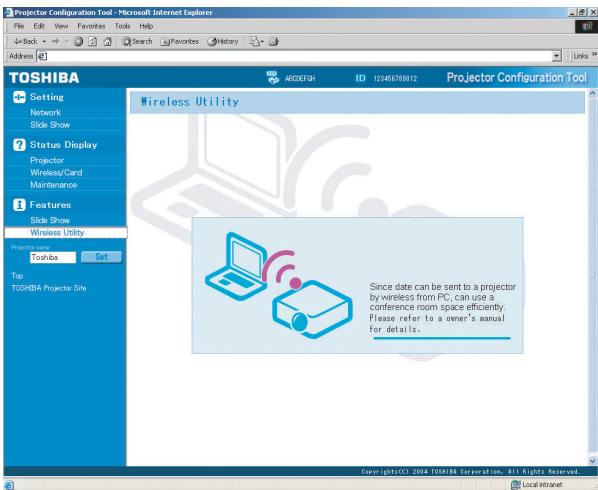 Projector Configuration Tool - Microsoft Internet Explorer
File Edit View Favorites Tools Help
Back Search Favorites History
Address Links »
TOSHIBA ABCDEFGH ID 123456789012 Projector Configuration Tool
Setting
Network
Slide Show
Status Display
Projector
Wireless/Card
Maintenance
Features
Slide Show
Wireless Utility
Projector name
Toshiba Set
Top
TOSHIBA Projector Site
Wireless Utility
Since date can be sent to a projector
by wireless from PC, can use a
conference room space efficiently.
Please refer to a owner's manual
for details.
Copyrights(C) 2004 TOSHIBA Corporation, All Rights Reserved.
Local intranet